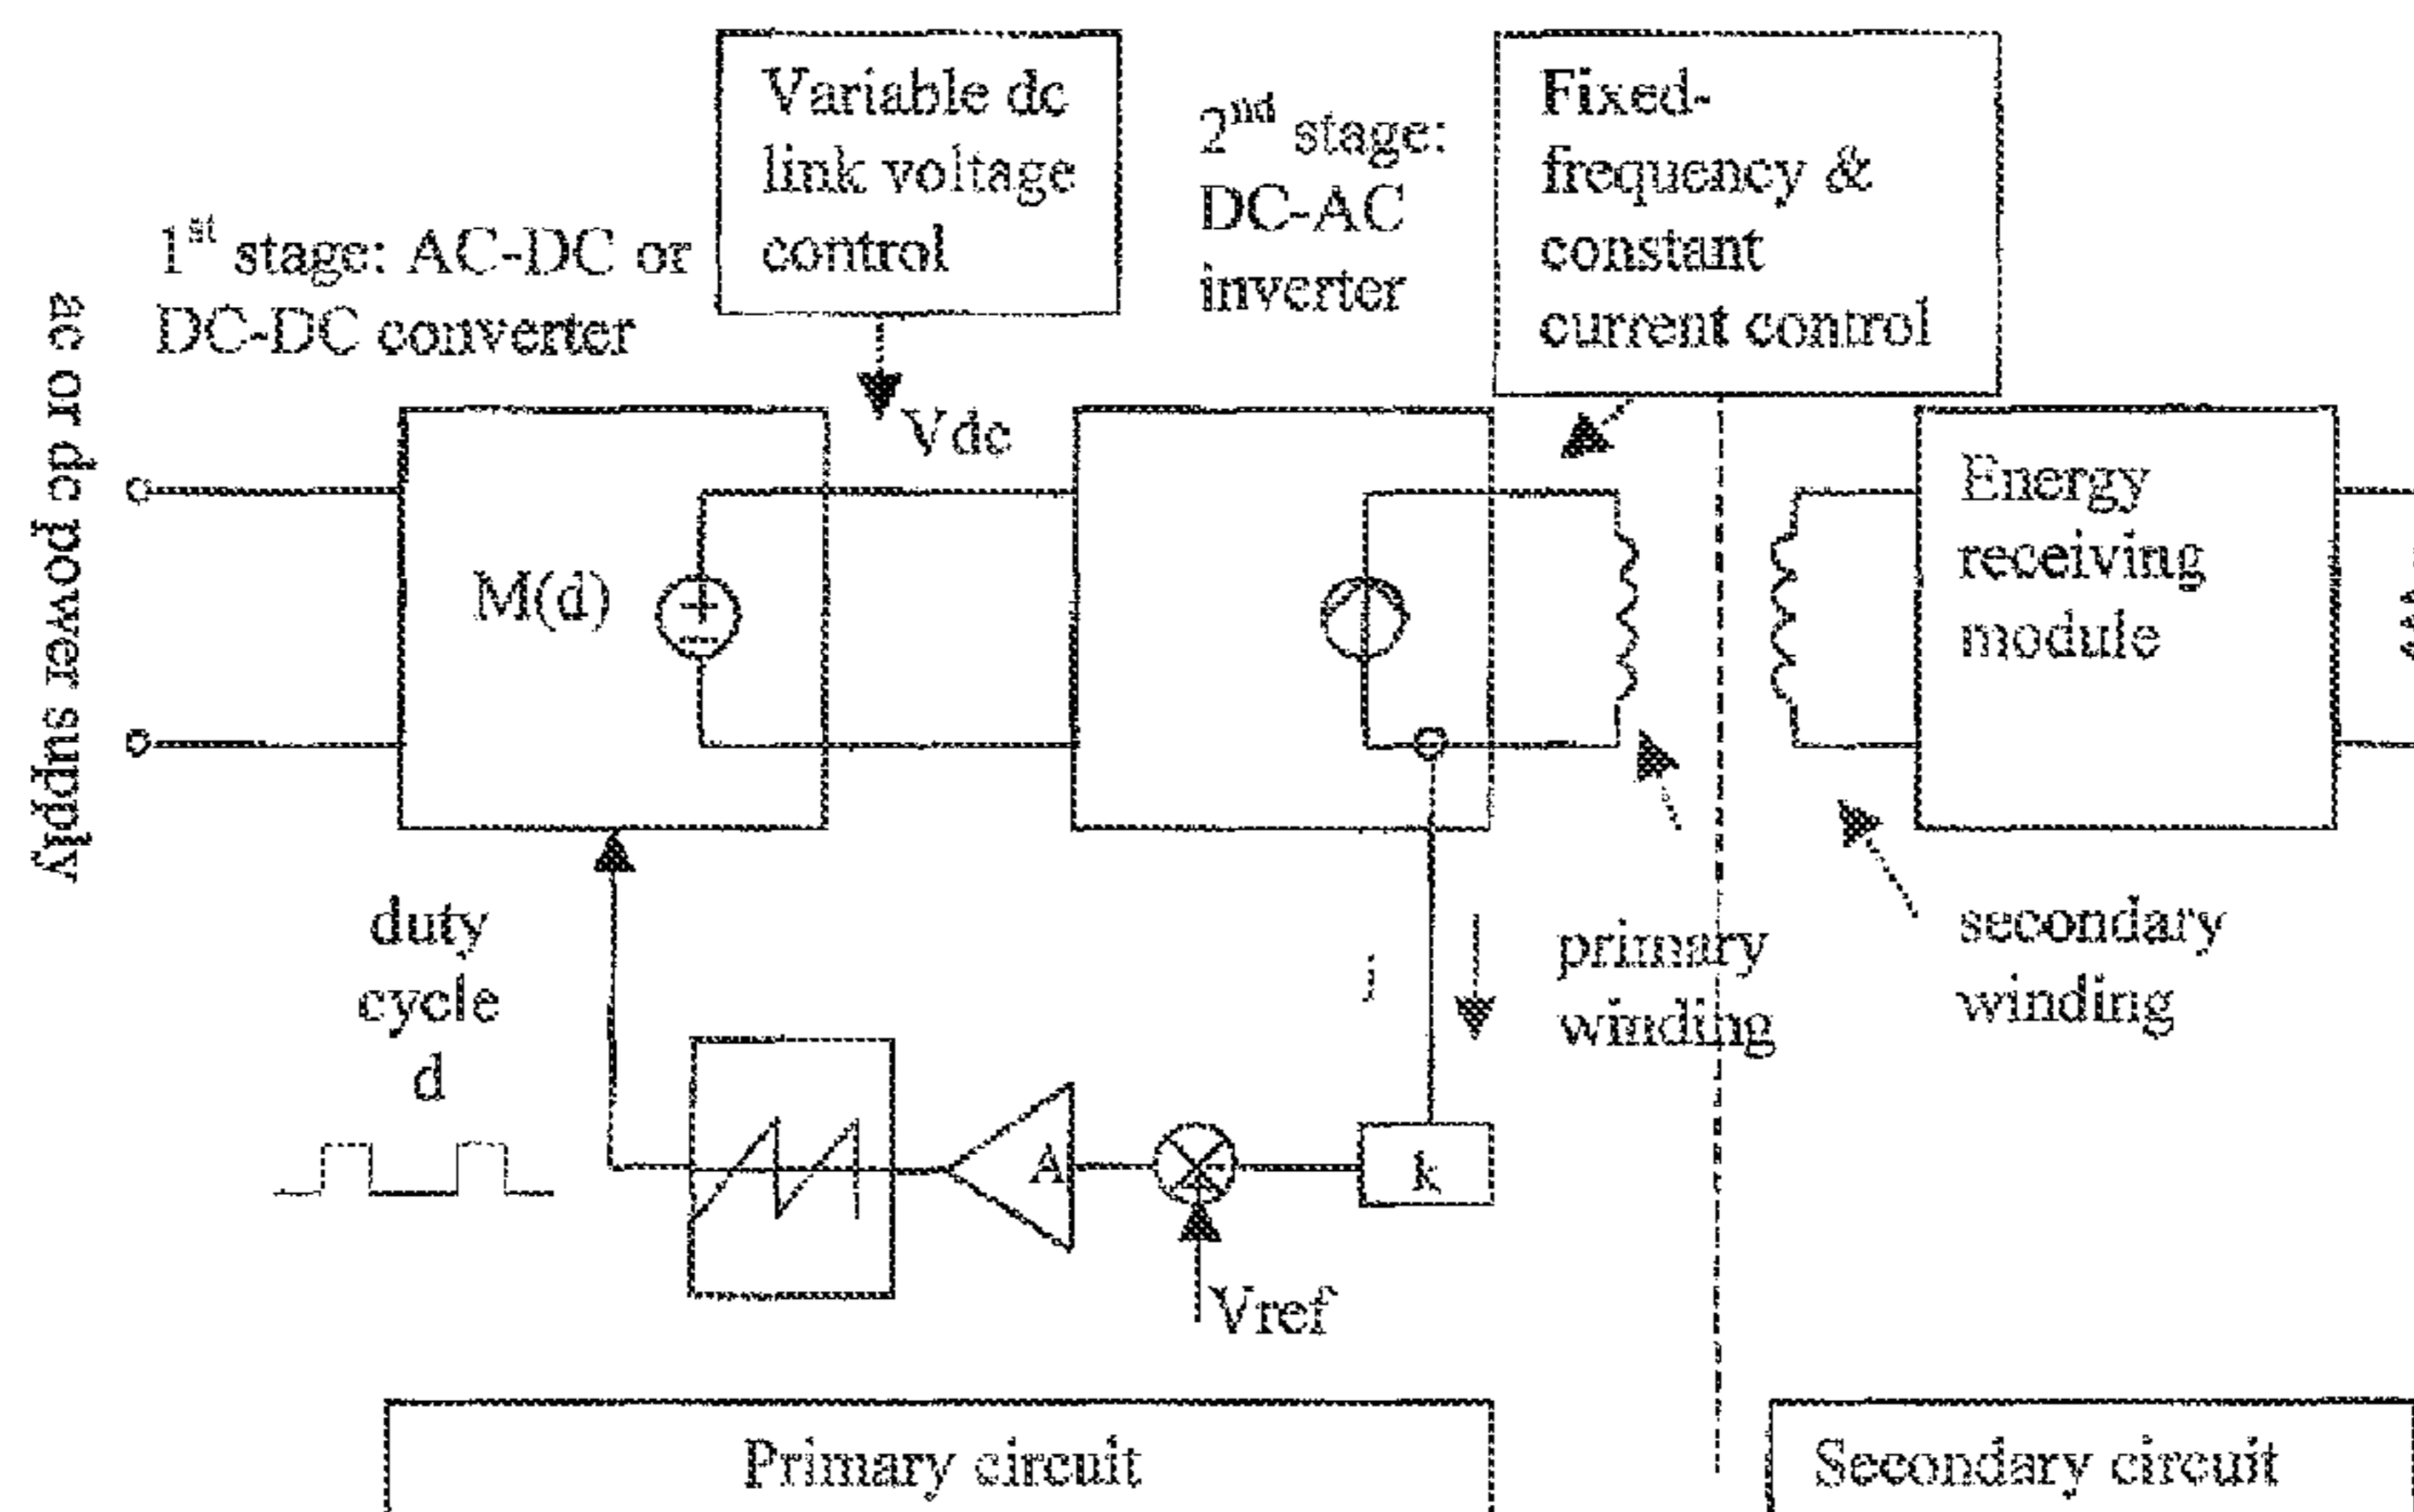 Variable dc
link voltage
control
2nd stage:
DC-AC
inverter
Fixed-
frequency &
constant
current control
1st stage: AC-DC or
DC-DC converter
ac or dc power supply
Vdc
M(d)
Energy
receiving
module
duty
cycle
d
i
primary
winding
secondary
winding
A
k
Vref
Primary circuit
Secondary circuit